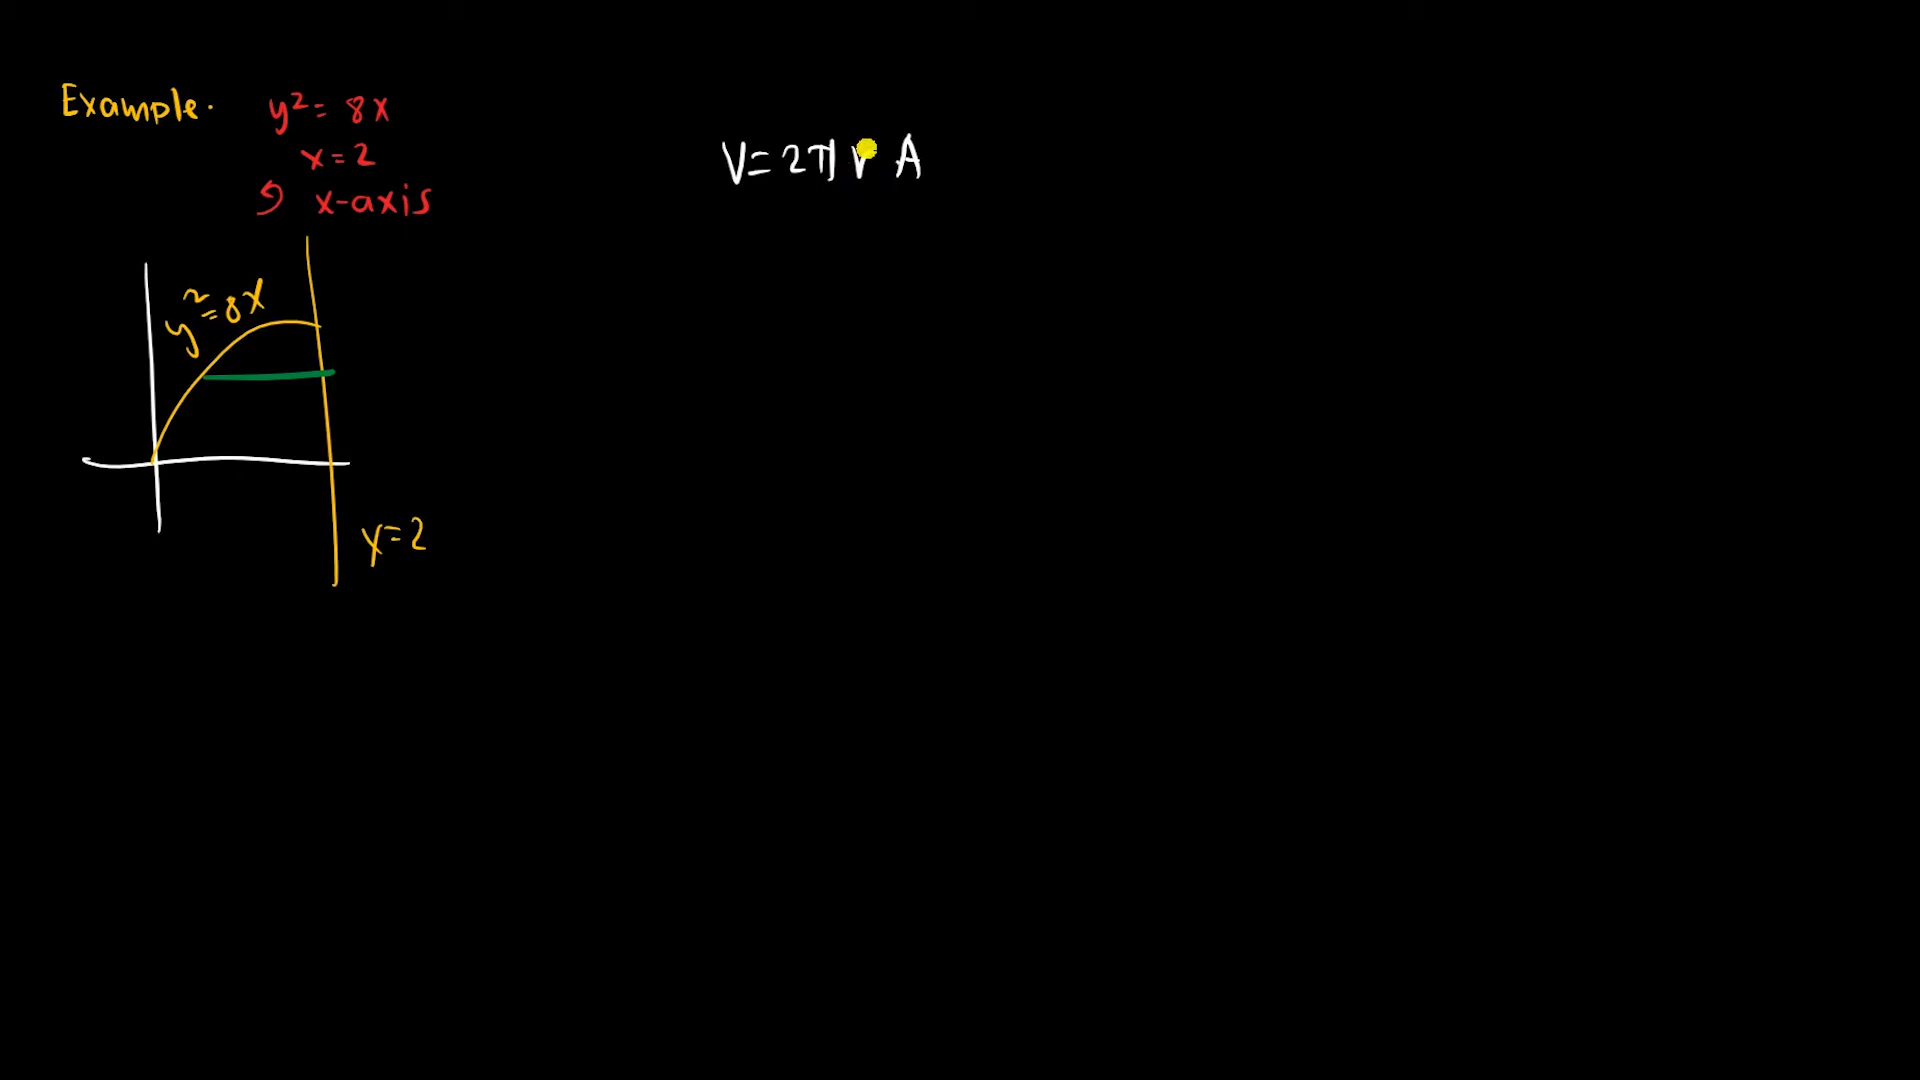 Example. y² = 8x
x = 2
x-axis
V = 2π r A
y² = 8x
x = 2